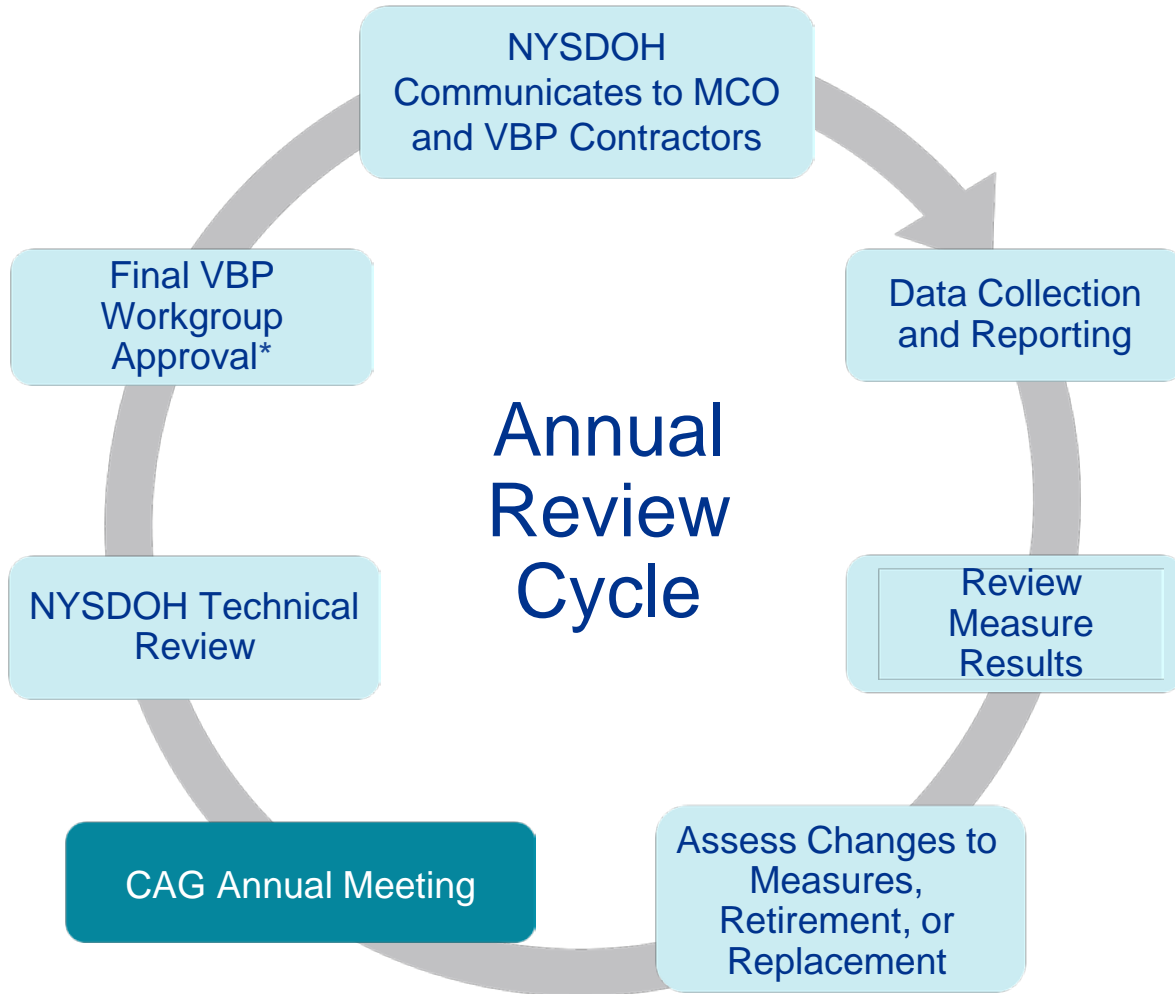 NYSDOH
Communicates to MCO
and VBP Contractors
Data Collection
and Reporting
Review
Measure
Results
Assess Changes to
Measures,
Retirement, or
Replacement
CAG Annual Meeting
NYSDOH Technical
Review
Final VBP
Workgroup
Approval*
Annual
Review
Cycle